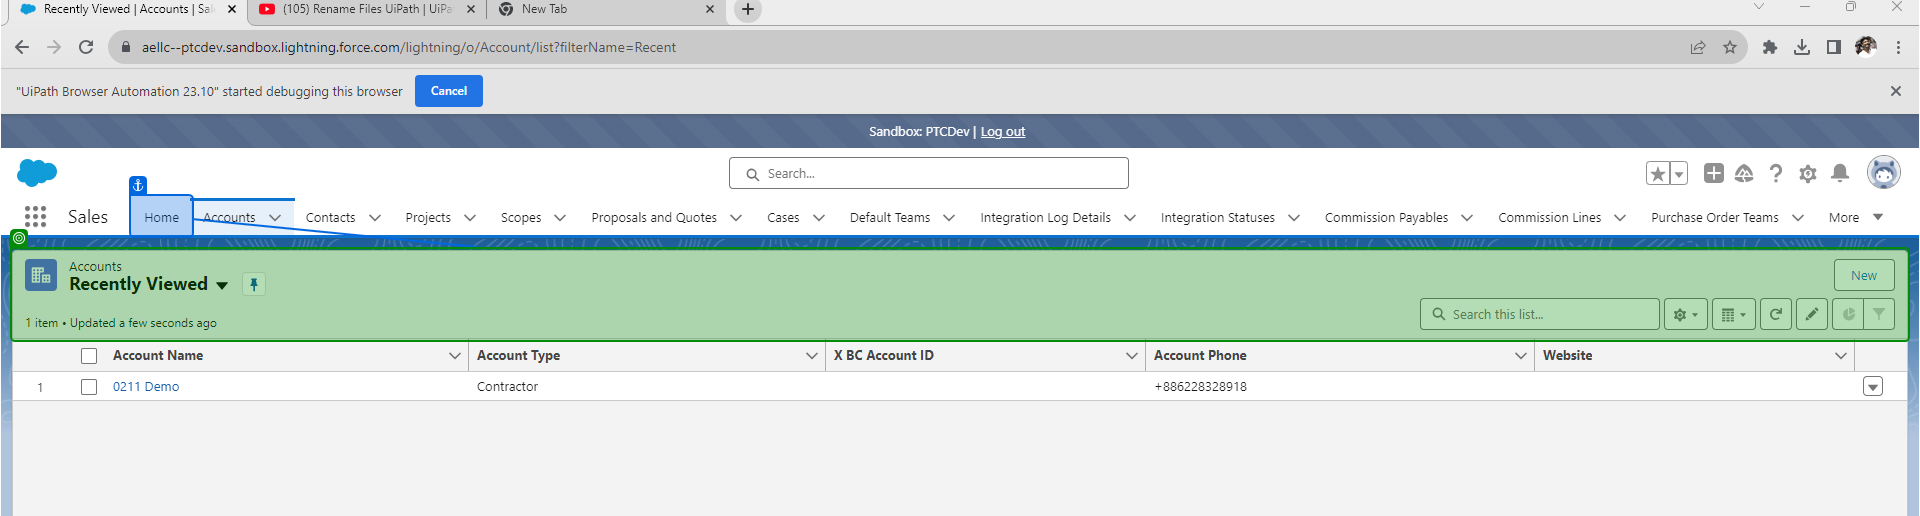 Recently Viewed | Accounts | Sal
(105) Rename Files UiPath | UiPa
New Tab
aellc--ptcdev.sandbox.lightning.force.com/lightning/o/Account/list?filterName=Recent
"UiPath Browser Automation 23.10" started debugging this browser
Cancel
Sandbox: PTCDev | Log out
Search...
Sales
Home
Accounts
Contacts
Projects
Scopes
Proposals and Quotes
Cases
Default Teams
Integration Log Details
Integration Statuses
Commission Payables
Commission Lines
Purchase Order Teams
More
Accounts
Recently Viewed
New
1 item • Updated a few seconds ago
Search this list...
Account Name
Account Type
X BC Account ID
Account Phone
Website
1
0211 Demo
Contractor
+886228328918